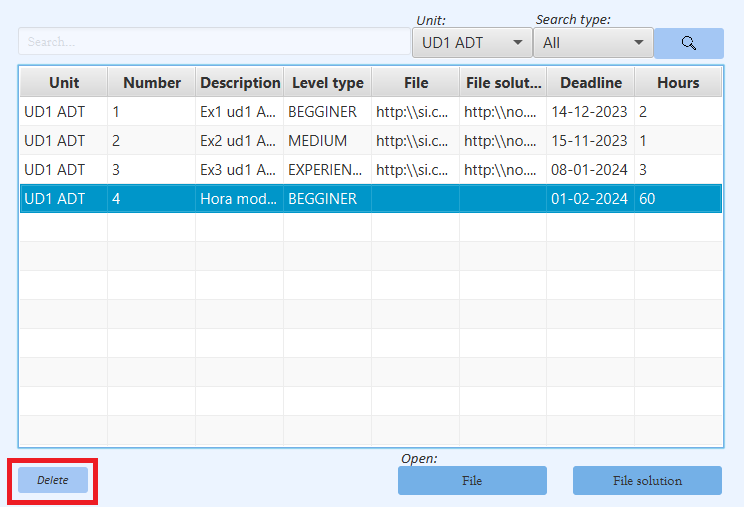 Unit: Search type:
Search... UD1 ADT All
Unit Number Description Level type File File solut... Deadline Hours
UD1 ADT 1 Ex1 ud1 A... BEGGINER http:\\si.c... http:\\no.... 14-12-2023 2
UD1 ADT 2 Ex2 ud1 A... MEDIUM http:\\si.c... http:\\no.... 15-11-2023 1
UD1 ADT 3 Ex3 ud1 A... EXPERIEN... http:\\si.c... http:\\no.... 08-01-2024 3
UD1 ADT 4 Hora mod... BEGGINER 01-02-2024 60
Open:
Delete File File solution